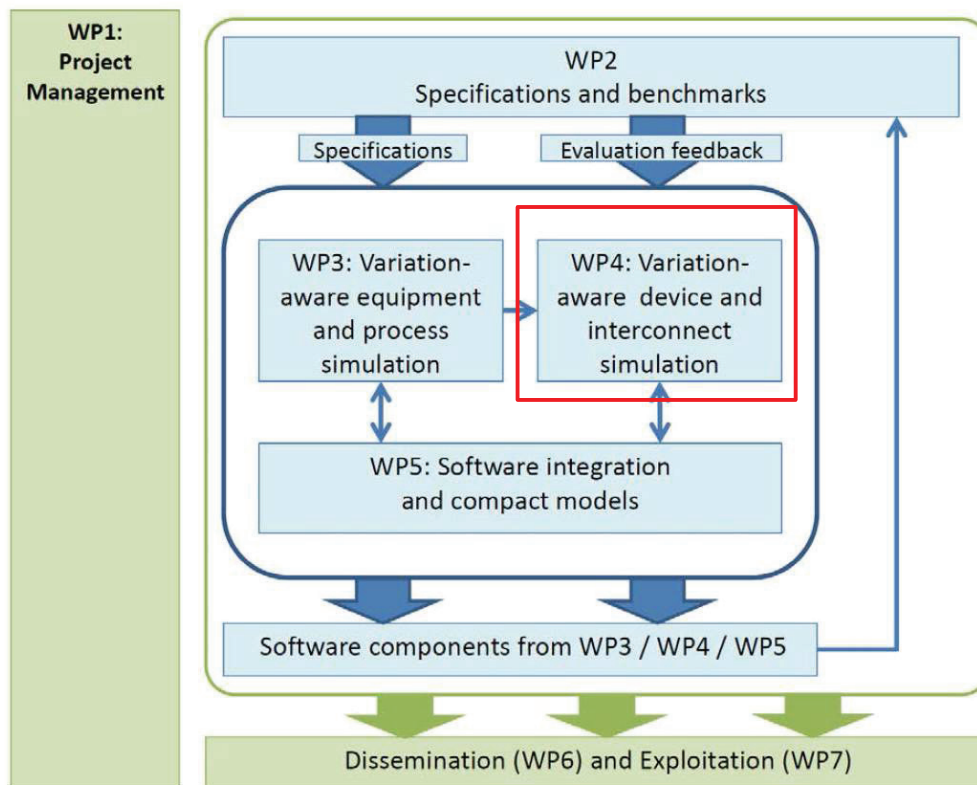 WP1:
Project
Management
WP2
Specifications and benchmarks
Specifications
Evaluation feedback
WP3: Variation-
aware equipment
and process
simulation
WP4: Variation-
aware device and
interconnect
simulation
WP5: Software integration
and compact models
Software components from WP3 / WP4 / WP5
Dissemination (WP6) and Exploitation (WP7)